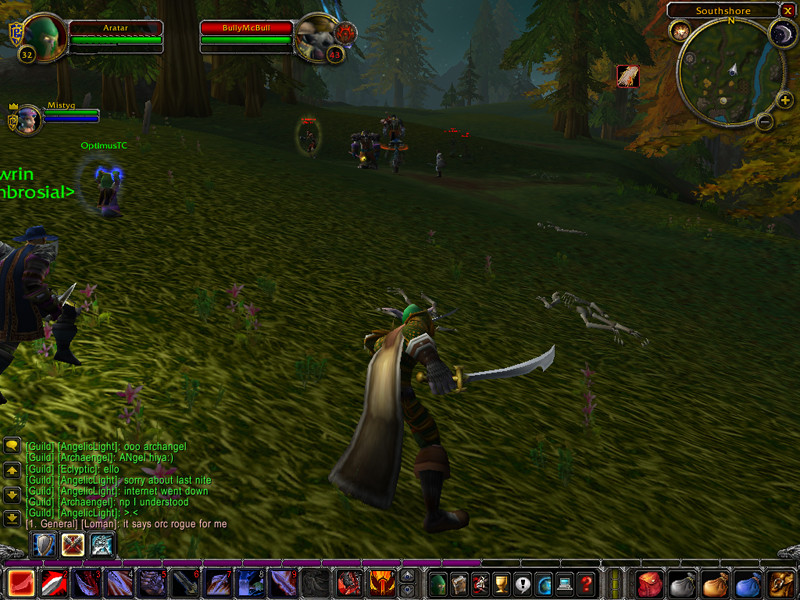 Aratar
32
BullyMcBull
43
Southshore
N
Mistyg
OptimusTC
wrin
mbrosial>
[Guild] [AngelicLight]: ooo archangel
[Guild] [Archaengel]: ANgel hiya:)
[Guild] [Eclyptic]: ello
[Guild] [AngelicLight]: sorry about last nite
[Guild] [AngelicLight]: internet went down
[Guild] [Archaengel]: np I understood
[Guild] [AngelicLight]: >.<
[1. General] [Loman]: it says orc rogue for me